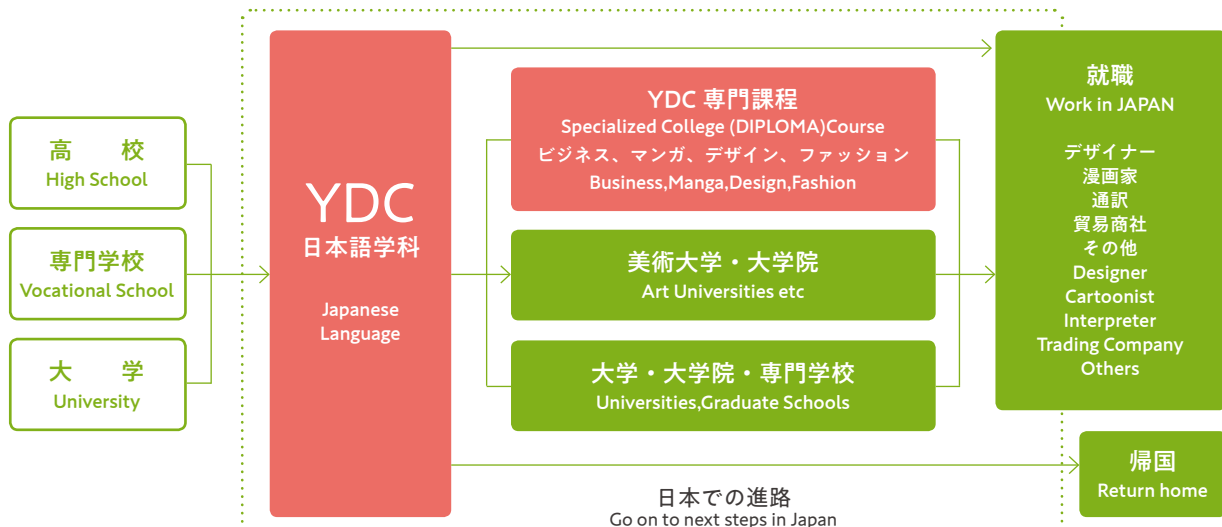 高　校
High School
専門学校
Vocational School
大　学
University
YDC
日本語学科
Japanese
Language
YDC 専門課程
Specialized College (DIPLOMA)Course
ビジネス、マンガ、デザイン、ファッション
Business,Manga,Design,Fashion
美術大学・大学院
Art Universities etc
大学・大学院・専門学校
Universities,Graduate Schools
就職
Work in JAPAN
デザイナー
漫画家
通訳
貿易商社
その他
Designer
Cartoonist
Interpreter
Trading Company
Others
帰国
Return home
日本での進路
Go on to next steps in Japan